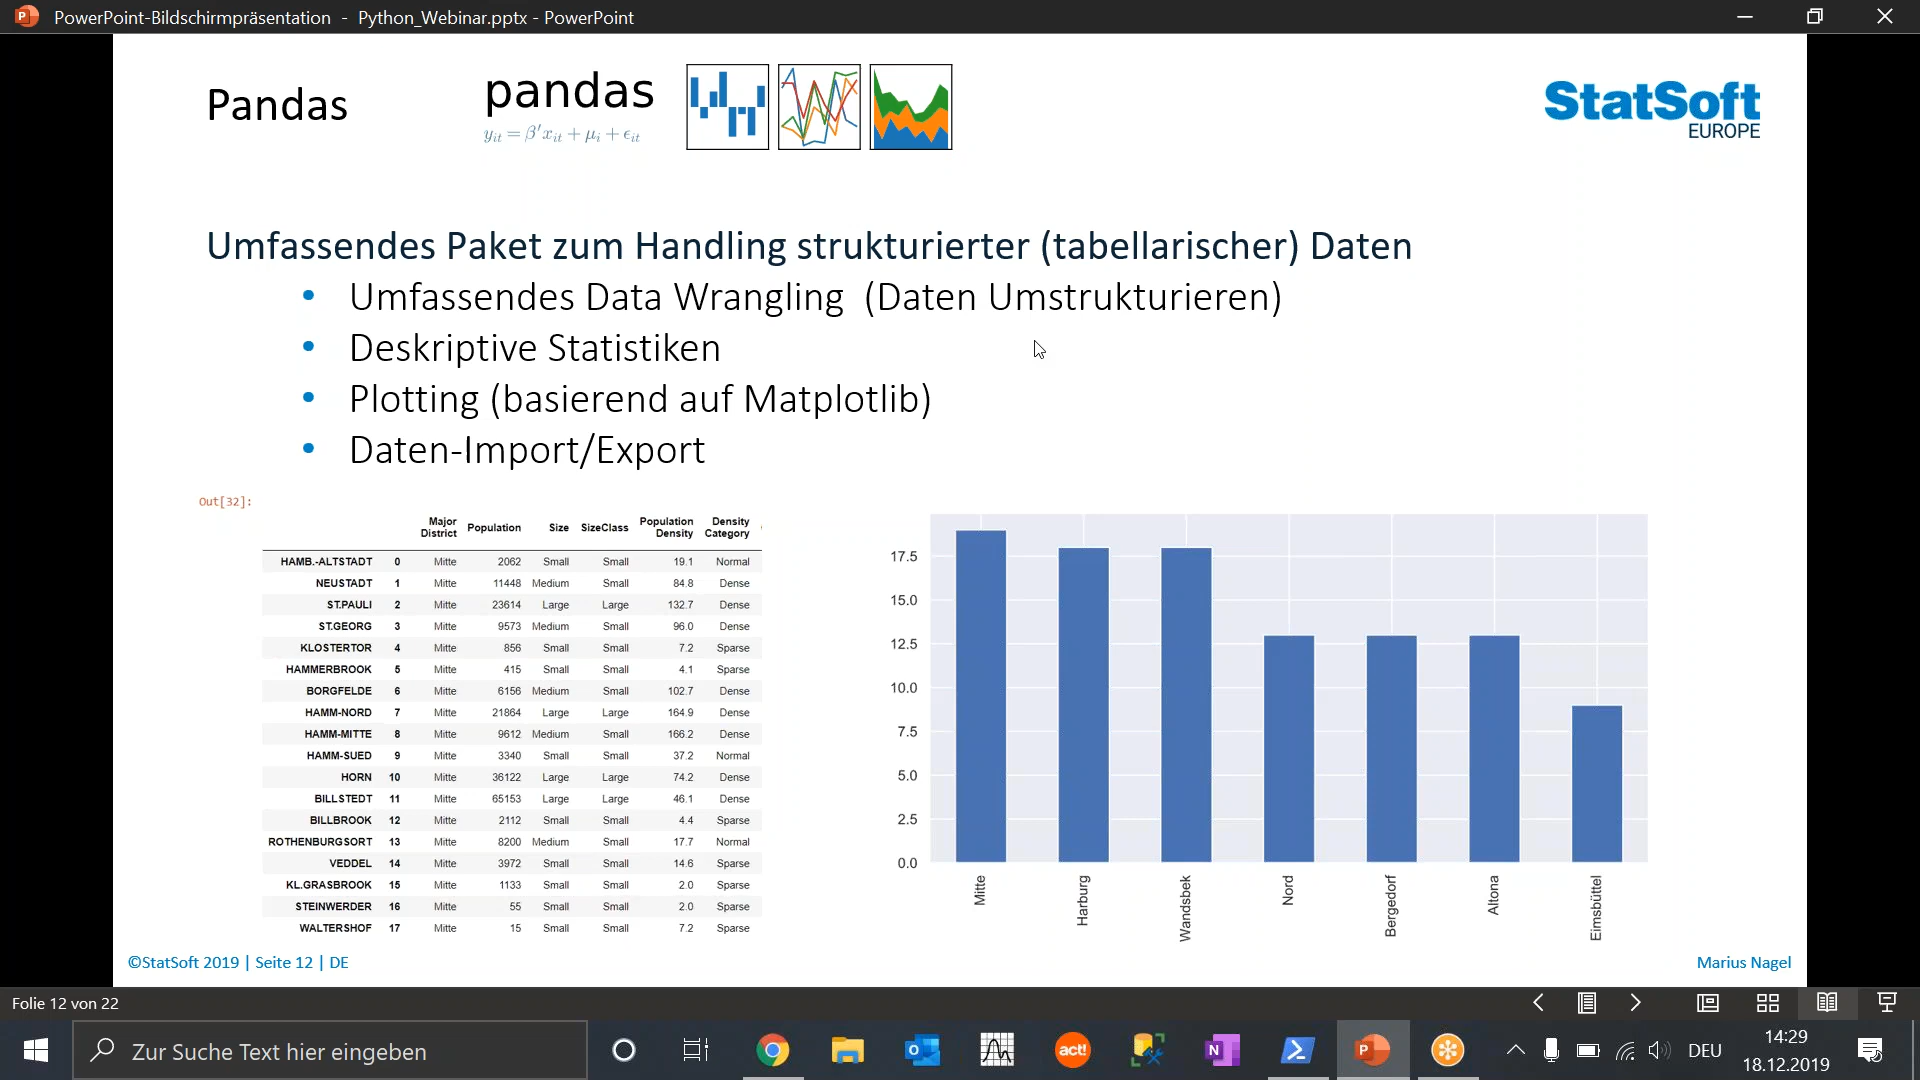 PowerPoint-Bildschirmpräsentation - Python_Webinar.pptx - PowerPoint
Pandas
pandas
y_it = β′x_it + μ_i + ϵ_it
StatSoft
EUROPE
Umfassendes Paket zum Handling strukturierter (tabellarischer) Daten
• Umfassendes Data Wrangling (Daten Umstrukturieren)
• Deskriptive Statistiken
• Plotting (basierend auf Matplotlib)
• Daten-Import/Export
Out[32]:
Major District Population Size SizeClass Population Density Density Category
HAMB.-ALTSTADT 0 Mitte 2062 Small Small 19.1 Normal
NEUSTADT 1 Mitte 11448 Medium Small 84.8 Dense
ST.PAULI 2 Mitte 23614 Large Large 132.7 Dense
ST.GEORG 3 Mitte 9573 Medium Small 96.0 Dense
KLOSTERTOR 4 Mitte 856 Small Small 7.2 Sparse
HAMMERBROOK 5 Mitte 415 Small Small 4.1 Sparse
BORGFELDE 6 Mitte 6156 Medium Small 102.7 Dense
HAMM-NORD 7 Mitte 21864 Large Large 164.9 Dense
HAMM-MITTE 8 Mitte 9612 Medium Small 166.2 Dense
HAMM-SUED 9 Mitte 3340 Small Small 37.2 Normal
HORN 10 Mitte 36122 Large Large 74.2 Dense
BILLSTEDT 11 Mitte 65153 Large Large 46.1 Dense
BILLBROOK 12 Mitte 2112 Small Small 4.4 Sparse
ROTHENBURGSORT 13 Mitte 8200 Medium Small 17.7 Normal
VEDDEL 14 Mitte 3972 Small Small 14.6 Sparse
KL.GRASBROOK 15 Mitte 1133 Small Small 2.0 Sparse
STEINWERDER 16 Mitte 55 Small Small 2.0 Sparse
WALTERSHOF 17 Mitte 15 Small Small 7.2 Sparse
17.5
15.0
12.5
10.0
7.5
5.0
2.5
0.0
Mitte
Harburg
Wandsbek
Nord
Bergedorf
Altona
Eimsbüttel
©StatSoft 2019 | Seite 12 | DE
Marius Nagel
Folie 12 von 22
Zur Suche Text hier eingeben
act!
DEU
14:29
18.12.2019